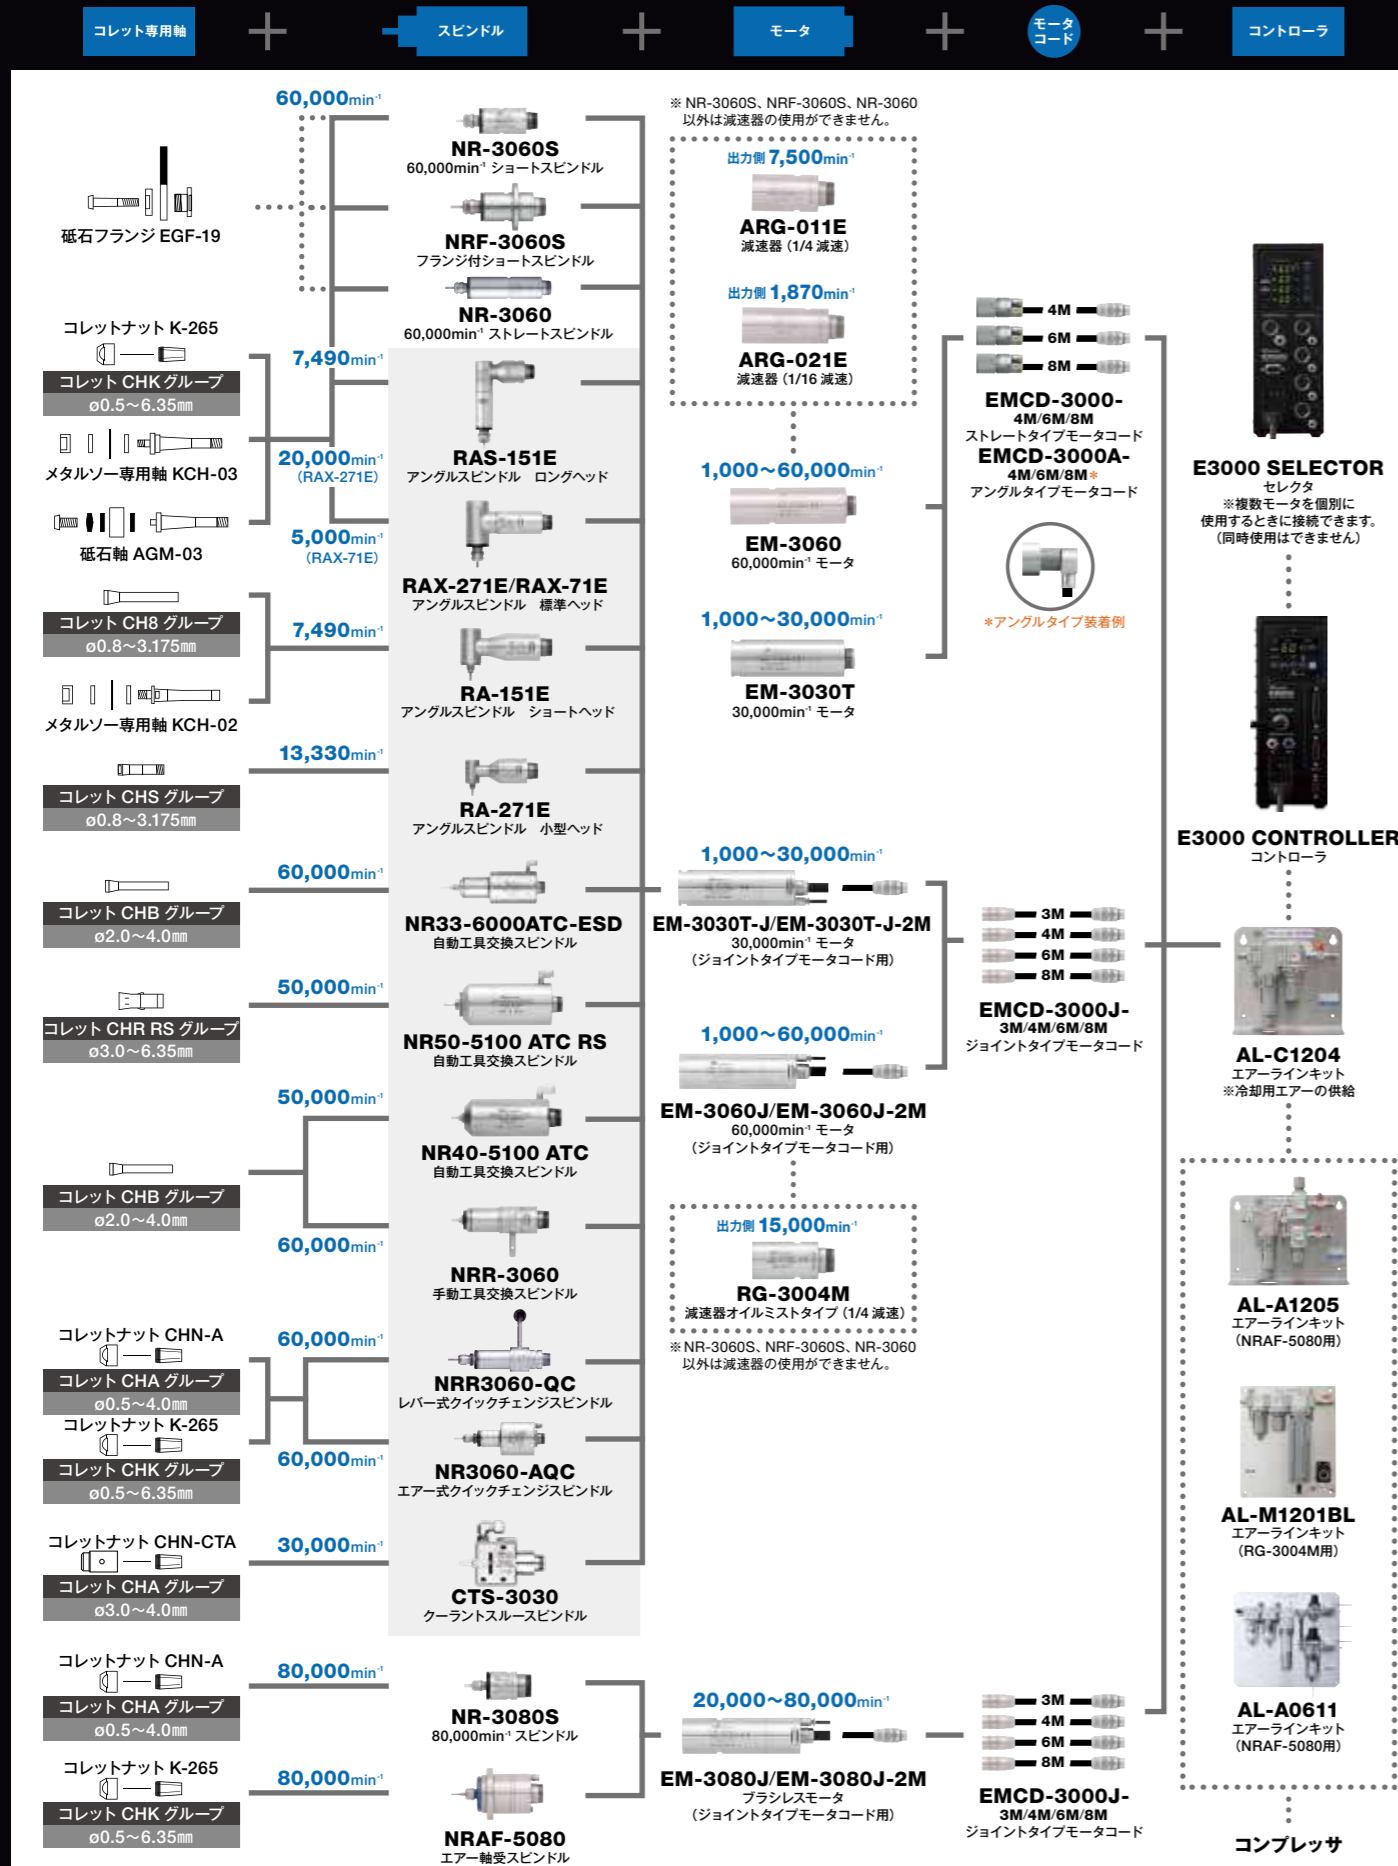 コレット専用軸
スピンドル
モータ
モータ
コード
コントローラ
砥石フランジ EGF-19
コレットナット K-265
コレット CHK グループ
ø0.5～6.35㎜
メタルソー専用軸 KCH-03
砥石軸 AGM-03
コレット CH8 グループ
ø0.8～3.175㎜
メタルソー専用軸 KCH-02
コレット CHS グループ
ø0.8～3.175㎜
コレット CHB グループ
ø2.0～4.0㎜
コレット CHR RS グループ
ø3.0～6.35㎜
コレット CHB グループ
ø2.0～4.0㎜
コレットナット CHN-A
コレット CHA グループ
ø0.5～4.0㎜
コレットナット K-265
コレット CHK グループ
ø0.5～6.35㎜
コレットナット CHN-CTA
コレット CHA グループ
ø3.0～4.0㎜
コレットナット CHN-A
コレット CHA グループ
ø0.5～4.0㎜
コレットナット K-265
コレット CHK グループ
ø0.5～6.35㎜
60,000min⁻¹
7,490min⁻¹
20,000min⁻¹
(RAX-271E)
5,000min⁻¹
(RAX-71E)
7,490min⁻¹
13,330min⁻¹
60,000min⁻¹
50,000min⁻¹
50,000min⁻¹
60,000min⁻¹
60,000min⁻¹
60,000min⁻¹
30,000min⁻¹
80,000min⁻¹
80,000min⁻¹
NR-3060S
60,000min⁻¹ ショートスピンドル
NRF-3060S
フランジ付ショートスピンドル
NR-3060
60,000min⁻¹ ストレートスピンドル
RAS-151E
アングルスピンドル　ロングヘッド
RAX-271E/RAX-71E
アングルスピンドル　標準ヘッド
RA-151E
アングルスピンドル　ショートヘッド
RA-271E
アングルスピンドル　小型ヘッド
NR33-6000ATC-ESD
自動工具交換スピンドル
NR50-5100 ATC RS
自動工具交換スピンドル
NR40-5100 ATC
自動工具交換スピンドル
NRR-3060
手動工具交換スピンドル
NRR3060-QC
レバー式クイックチェンジスピンドル
NR3060-AQC
エアー式クイックチェンジスピンドル
CTS-3030
クーラントスルースピンドル
NR-3080S
80,000min⁻¹ スピンドル
NRAF-5080
エアー軸受スピンドル
※ NR-3060S、NRF-3060S、NR-3060
以外は減速器の使用ができません。
出力側 7,500min⁻¹
ARG-011E
減速器 (1/4 減速)
出力側 1,870min⁻¹
ARG-021E
減速器 (1/16 減速)
1,000～60,000min⁻¹
EM-3060
60,000min⁻¹ モータ
1,000～30,000min⁻¹
EM-3030T
30,000min⁻¹ モータ
1,000～30,000min⁻¹
EM-3030T-J/EM-3030T-J-2M
30,000min⁻¹ モータ
(ジョイントタイプモータコード用)
1,000～60,000min⁻¹
EM-3060J/EM-3060J-2M
60,000min⁻¹ モータ
(ジョイントタイプモータコード用)
出力側 15,000min⁻¹
RG-3004M
減速器オイルミストタイプ (1/4 減速)
※ NR-3060S、NRF-3060S、NR-3060
以外は減速器の使用ができません。
20,000～80,000min⁻¹
EM-3080J/EM-3080J-2M
ブラシレスモータ
(ジョイントタイプモータコード用)
4M
6M
8M
EMCD-3000-
4M/6M/8M
ストレートタイプモータコード
EMCD-3000A-
4M/6M/8M*
アングルタイプモータコード
*アングルタイプ装着例
3M
4M
6M
8M
EMCD-3000J-
3M/4M/6M/8M
ジョイントタイプモータコード
3M
4M
6M
8M
EMCD-3000J-
3M/4M/6M/8M
ジョイントタイプモータコード
E3000 SELECTOR
セレクタ
※複数モータを個別に
使用するときに接続できます。
(同時使用はできません)
E3000 CONTROLLER
コントローラ
AL-C1204
エアーラインキット
※冷却用エアーの供給
AL-A1205
エアーラインキット
(NRAF-5080用)
AL-M1201BL
エアーラインキット
(RG-3004M用)
AL-A0611
エアーラインキット
(NRAF-5080用)
コンプレッサ